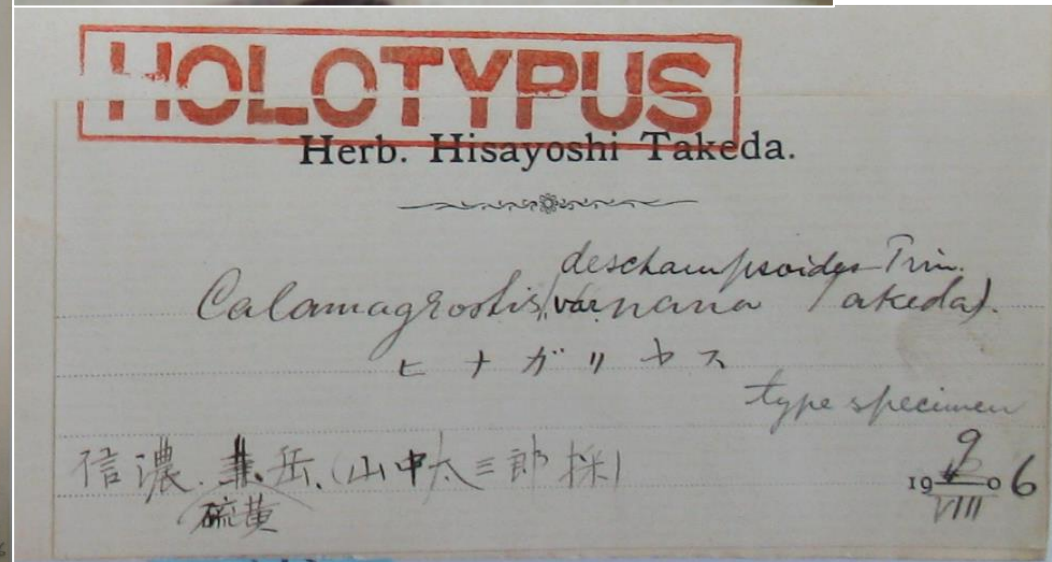 HOLOTYPUS
Herb. Hisayoshi Takeda.
deschampsoides Trin.
Calamagrostis (var. nana Takeda).
ヒナガリヤス
type specimen
信濃. 岳. (山中太三郎採)
硫黄
9
1906
VIII